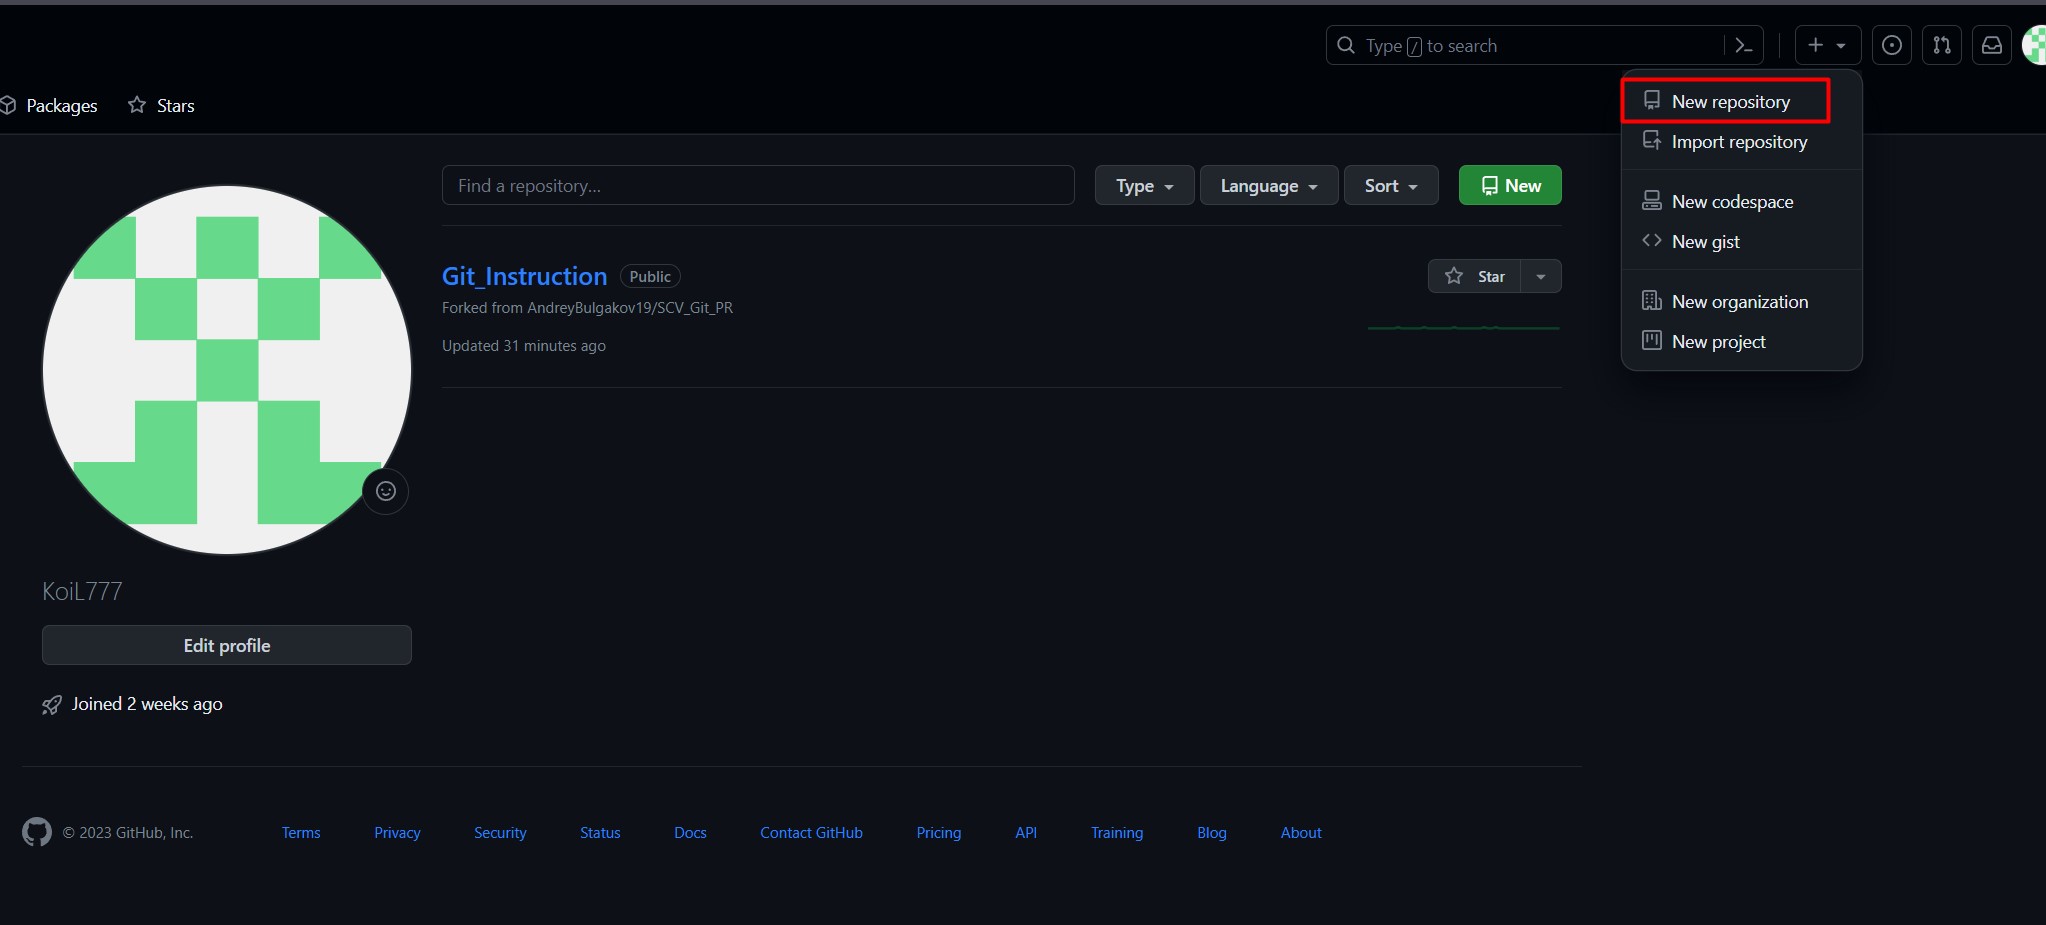 Type / to search
Packages Stars
New repository
Import repository
New codespace
New gist
New organization
New project
Find a repository...
Type Language Sort New
Git_Instruction Public
Star
Forked from AndreyBulgakov19/SCV_Git_PR
Updated 31 minutes ago
KoiL777
Edit profile
Joined 2 weeks ago
© 2023 GitHub, Inc. Terms Privacy Security Status Docs Contact GitHub Pricing API Training Blog About